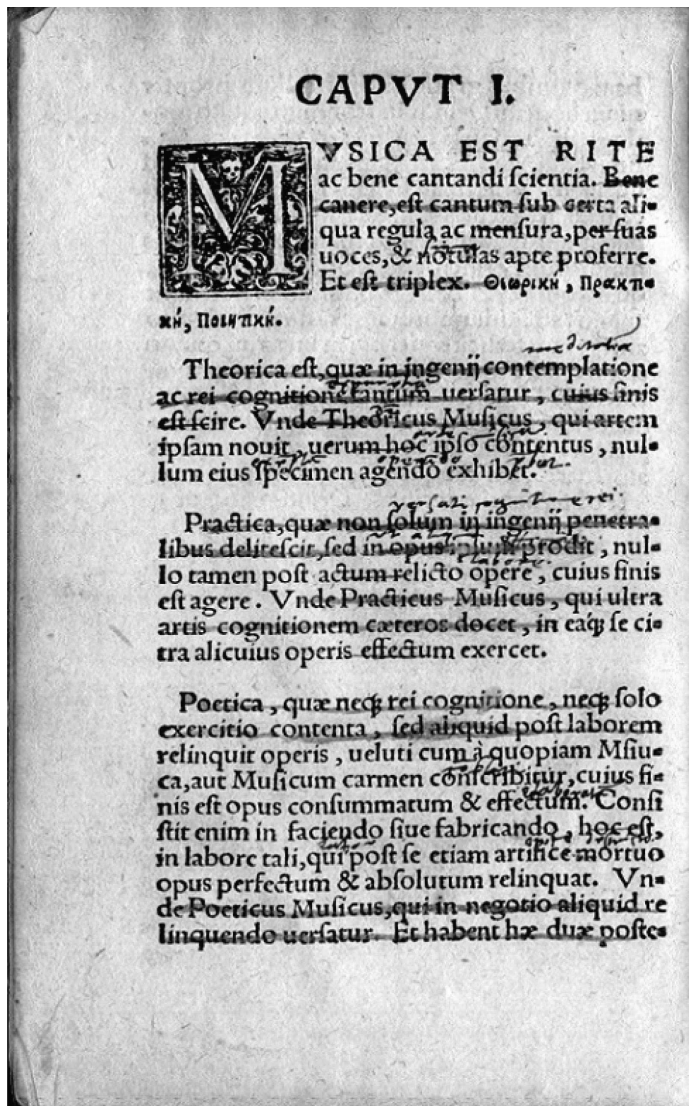 CAPVT I.
MVSICA EST RITE
ac bene cantandi ſcientia. Bene
canere, eſt cantum ſub certa ali-
qua regula ac menſura, per ſuas
uoces, & notulas apte proferre.
Et eſt triplex. Θιωρική, Πρακτι-
κή, Ποιητική.
Theorica eſt, quæ in ingenij contemplatione
ac rei cognitione tantum uerſatur, cuius finis
eſt ſcire. Vnde Theoricus Muſicus, qui artem
ipſam nouit, uerum hoc ipſo contentus, nul-
lum eius ſpecimen agendo exhibet.
Practica, quæ non ſolum in ingenij penetra-
libus deliteſcit, ſed in opus ipſum prodit, nul-
lo tamen poſt actum relicto opere, cuius finis
eſt agere. Vnde Practicus Muſicus, qui ultra
artis cognitionem cæteros docet, in eaꝙ ſe ci-
tra alicuius operis effectum exercet.
Poetica, quæ neqꝫ rei cognitione, neqꝫ ſolo
exercitio contenta, ſed aliquid poſt laborem
relinquit operis, ueluti cum à quopiam Mſiu-
ca, aut Muſicum carmen conſcribitur, cuius fi-
nis eſt opus conſummatum & effectum. Conſi
ſtit enim in faciendo ſiue fabricando, hoc eſt,
in labore tali, qui poſt ſe etiam artifice mortuo
opus perfectum & abſolutum relinquat. Vn-
de Poeticus Muſicus, qui in negotio aliquid re
linquendo uerſatur. Et habent hæ duæ poſte-